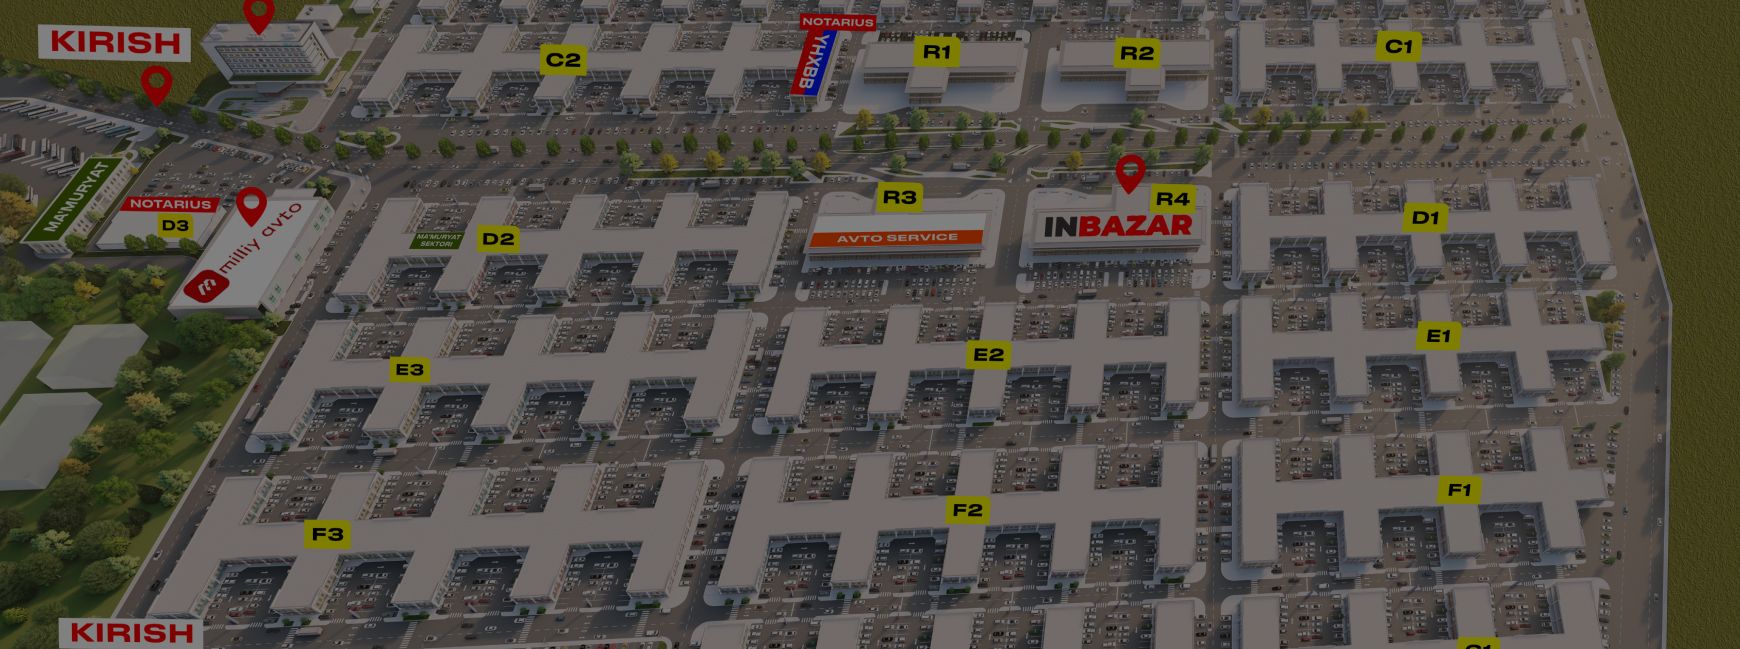 KIRISH
NOTARIUS
YHXBB
C2
R1
R2
C1
MA'MURYAT
NOTARIUS
D3
milliy avto
MA'MURYAT
SEKTORI
D2
R3
AVTO SERVICE
R4
INBAZAR
D1
E3
E2
E1
F3
F2
F1
KIRISH